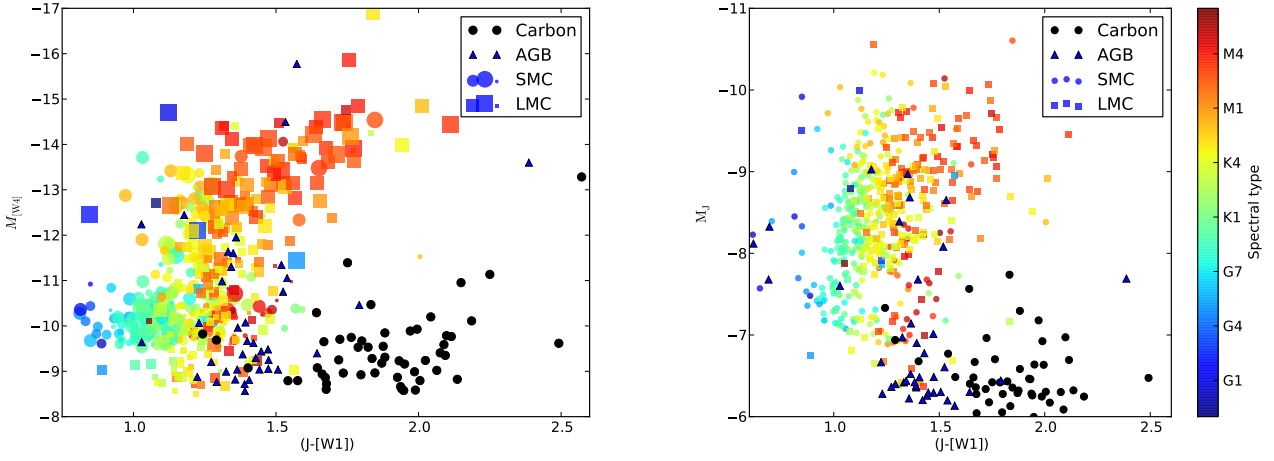 −17
−16
−15
−14
−13
−12
−11
−10
−9
−8
M[W4]
1.0
1.5
2.0
2.5
(J-[W1])
Carbon
AGB
SMC
LMC
−11
−10
−9
−8
−7
−6
MJ
1.0
1.5
2.0
2.5
(J-[W1])
Carbon
AGB
SMC
LMC
M4
M1
K4
K1
G7
G4
G1
Spectral type